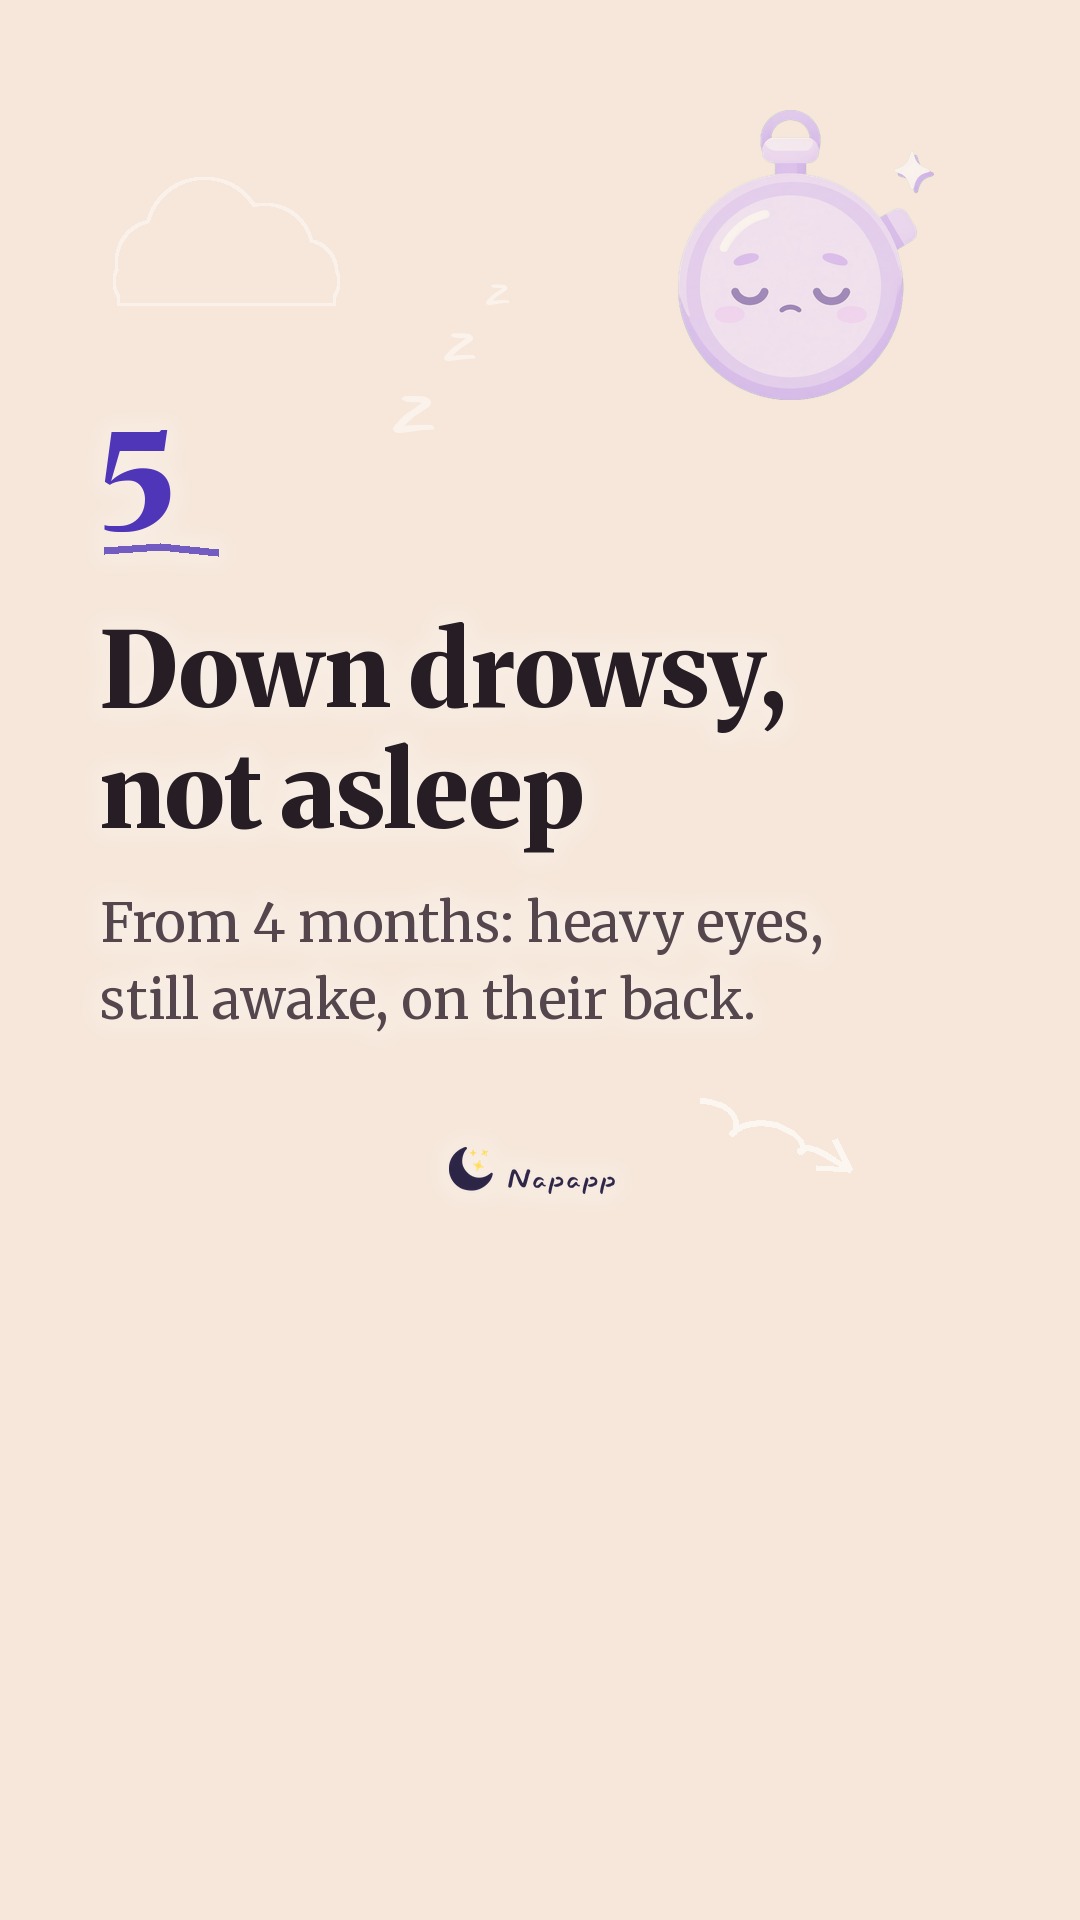 z
z
z
5
Down drowsy,
not asleep
From 4 months: heavy eyes,
still awake, on their back.
Napapp